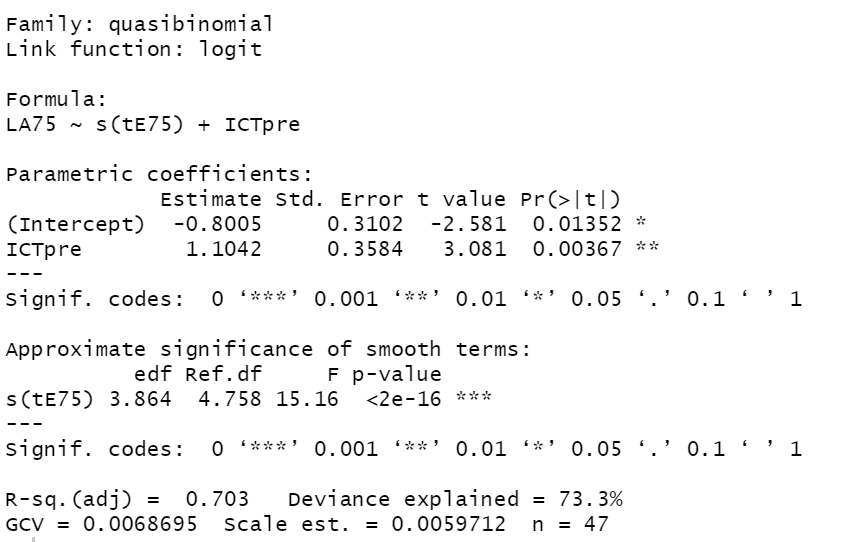 Family: quasibinomial
Link function: logit

Formula:
LA75 ~ s(tE75) + ICTpre

Parametric coefficients:
            Estimate Std. Error t value Pr(>|t|)
(Intercept)  -0.8005     0.3102  -2.581  0.01352 *
ICTpre        1.1042     0.3584   3.081  0.00367 **
---
Signif. codes:  0 ‘***’ 0.001 ‘**’ 0.01 ‘*’ 0.05 ‘.’ 0.1 ‘ ’ 1

Approximate significance of smooth terms:
          edf Ref.df     F p-value
s(tE75) 3.864  4.758 15.16  <2e-16 ***
---
Signif. codes:  0 ‘***’ 0.001 ‘**’ 0.01 ‘*’ 0.05 ‘.’ 0.1 ‘ ’ 1

R-sq.(adj) =  0.703   Deviance explained = 73.3%
GCV = 0.0068695  Scale est. = 0.0059712  n = 47